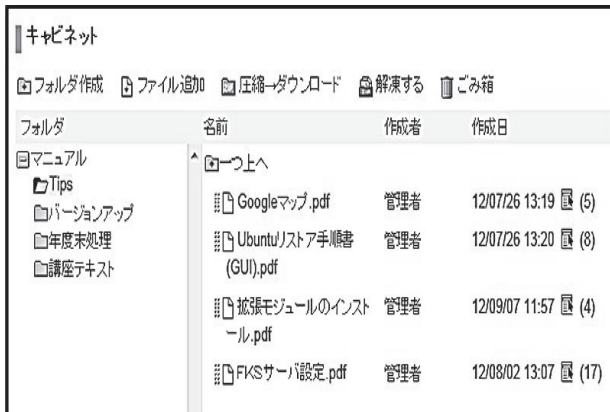 キャビネット
フォルダ作成 ファイル追加 圧縮→ダウンロード 解凍する ごみ箱
フォルダ 名前 作成者 作成日
マニュアル
Tips
バージョンアップ
年度末処理
講座テキスト
一つ上へ
Googleマップ.pdf 管理者 12/07/26 13:19 (5)
Ubuntuリストア手順書 管理者 12/07/26 13:20 (8)
(GUI).pdf
拡張モジュールのインスト 管理者 12/09/07 11:57 (4)
ール.pdf
FKSサーバ設定.pdf 管理者 12/08/02 13:07 (17)